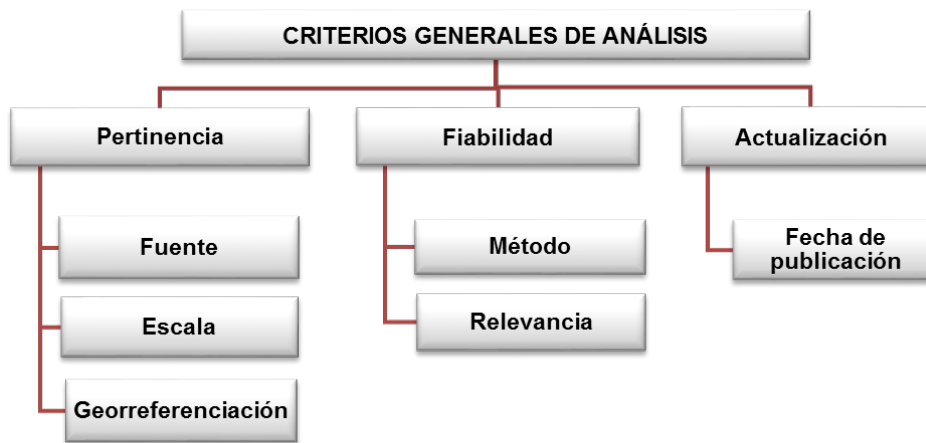 CRITERIOS GENERALES DE ANÁLISIS
Pertinencia
Fiabilidad
Actualización
Fuente
Escala
Georreferenciación
Método
Relevancia
Fecha de
publicación